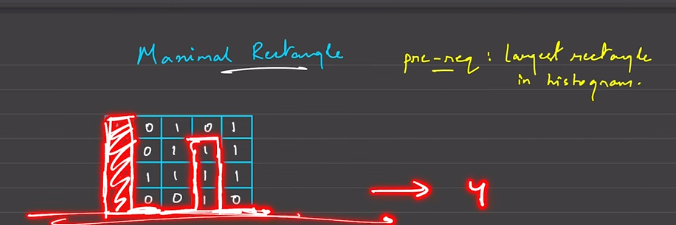 Maximal Rectangle
pre-req : largest rectangle
in histogram.
0 1 0 1
0 1 1 1
1 1 1 1 → 4
0 0 1 0